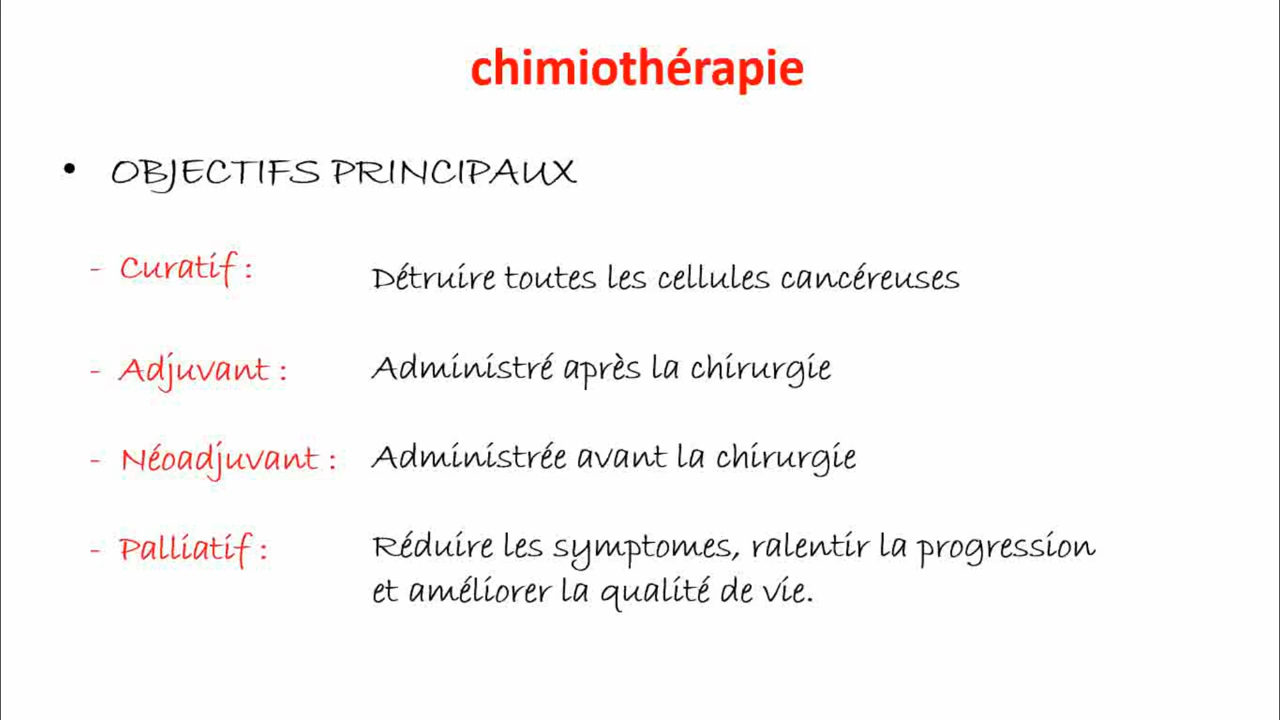 chimiothérapie
• OBJECTIFS PRINCIPAUX
- Curatif : Détruire toutes les cellules cancéreuses
- Adjuvant : Administré après la chirurgie
- Néoadjuvant : Administrée avant la chirurgie
- Palliatif : Réduire les symptomes, ralentir la progression
et améliorer la qualité de vie.